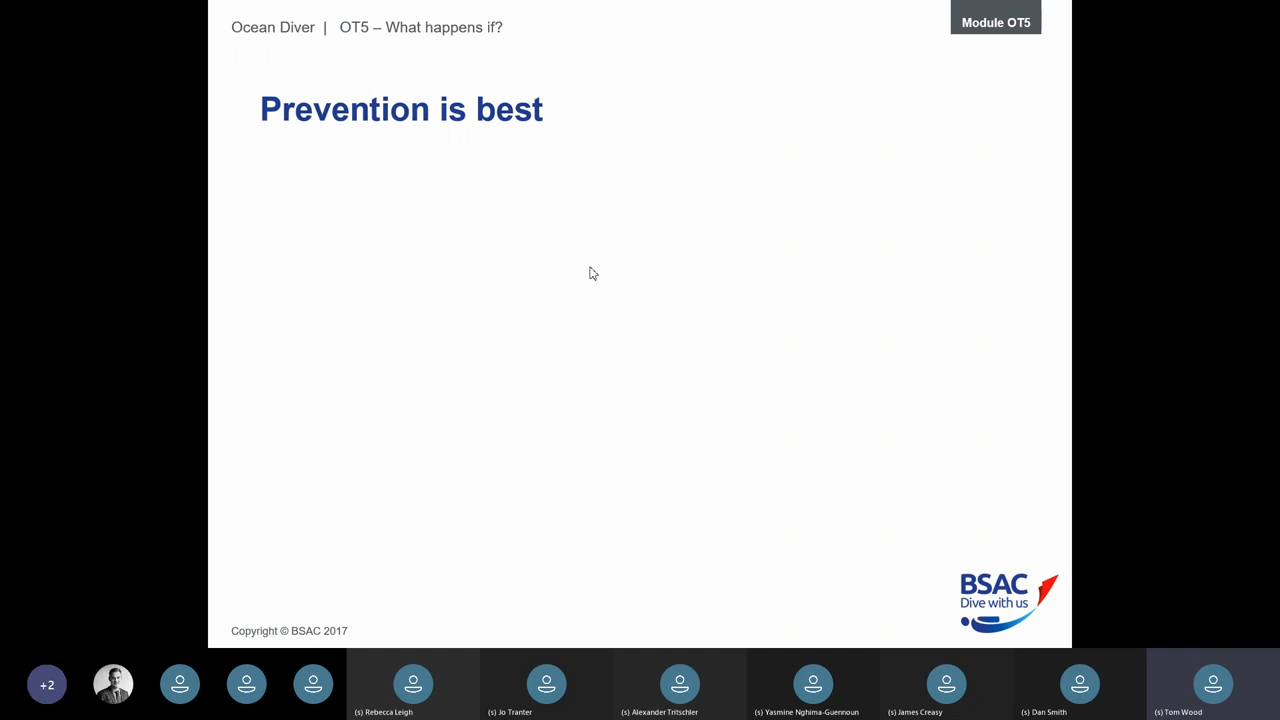 Ocean Diver | OT5 – What happens if?
Module OT5
Prevention is best
BSAC
Dive with us
Copyright © BSAC 2017
+2
(s) Rebecca Leigh
(s) Jo Tranter
(s) Alexander Tritschler
(s) Yasmine Nghima-Guennoun
(s) James Creasy
(s) Dan Smith
(s) Tom Wood